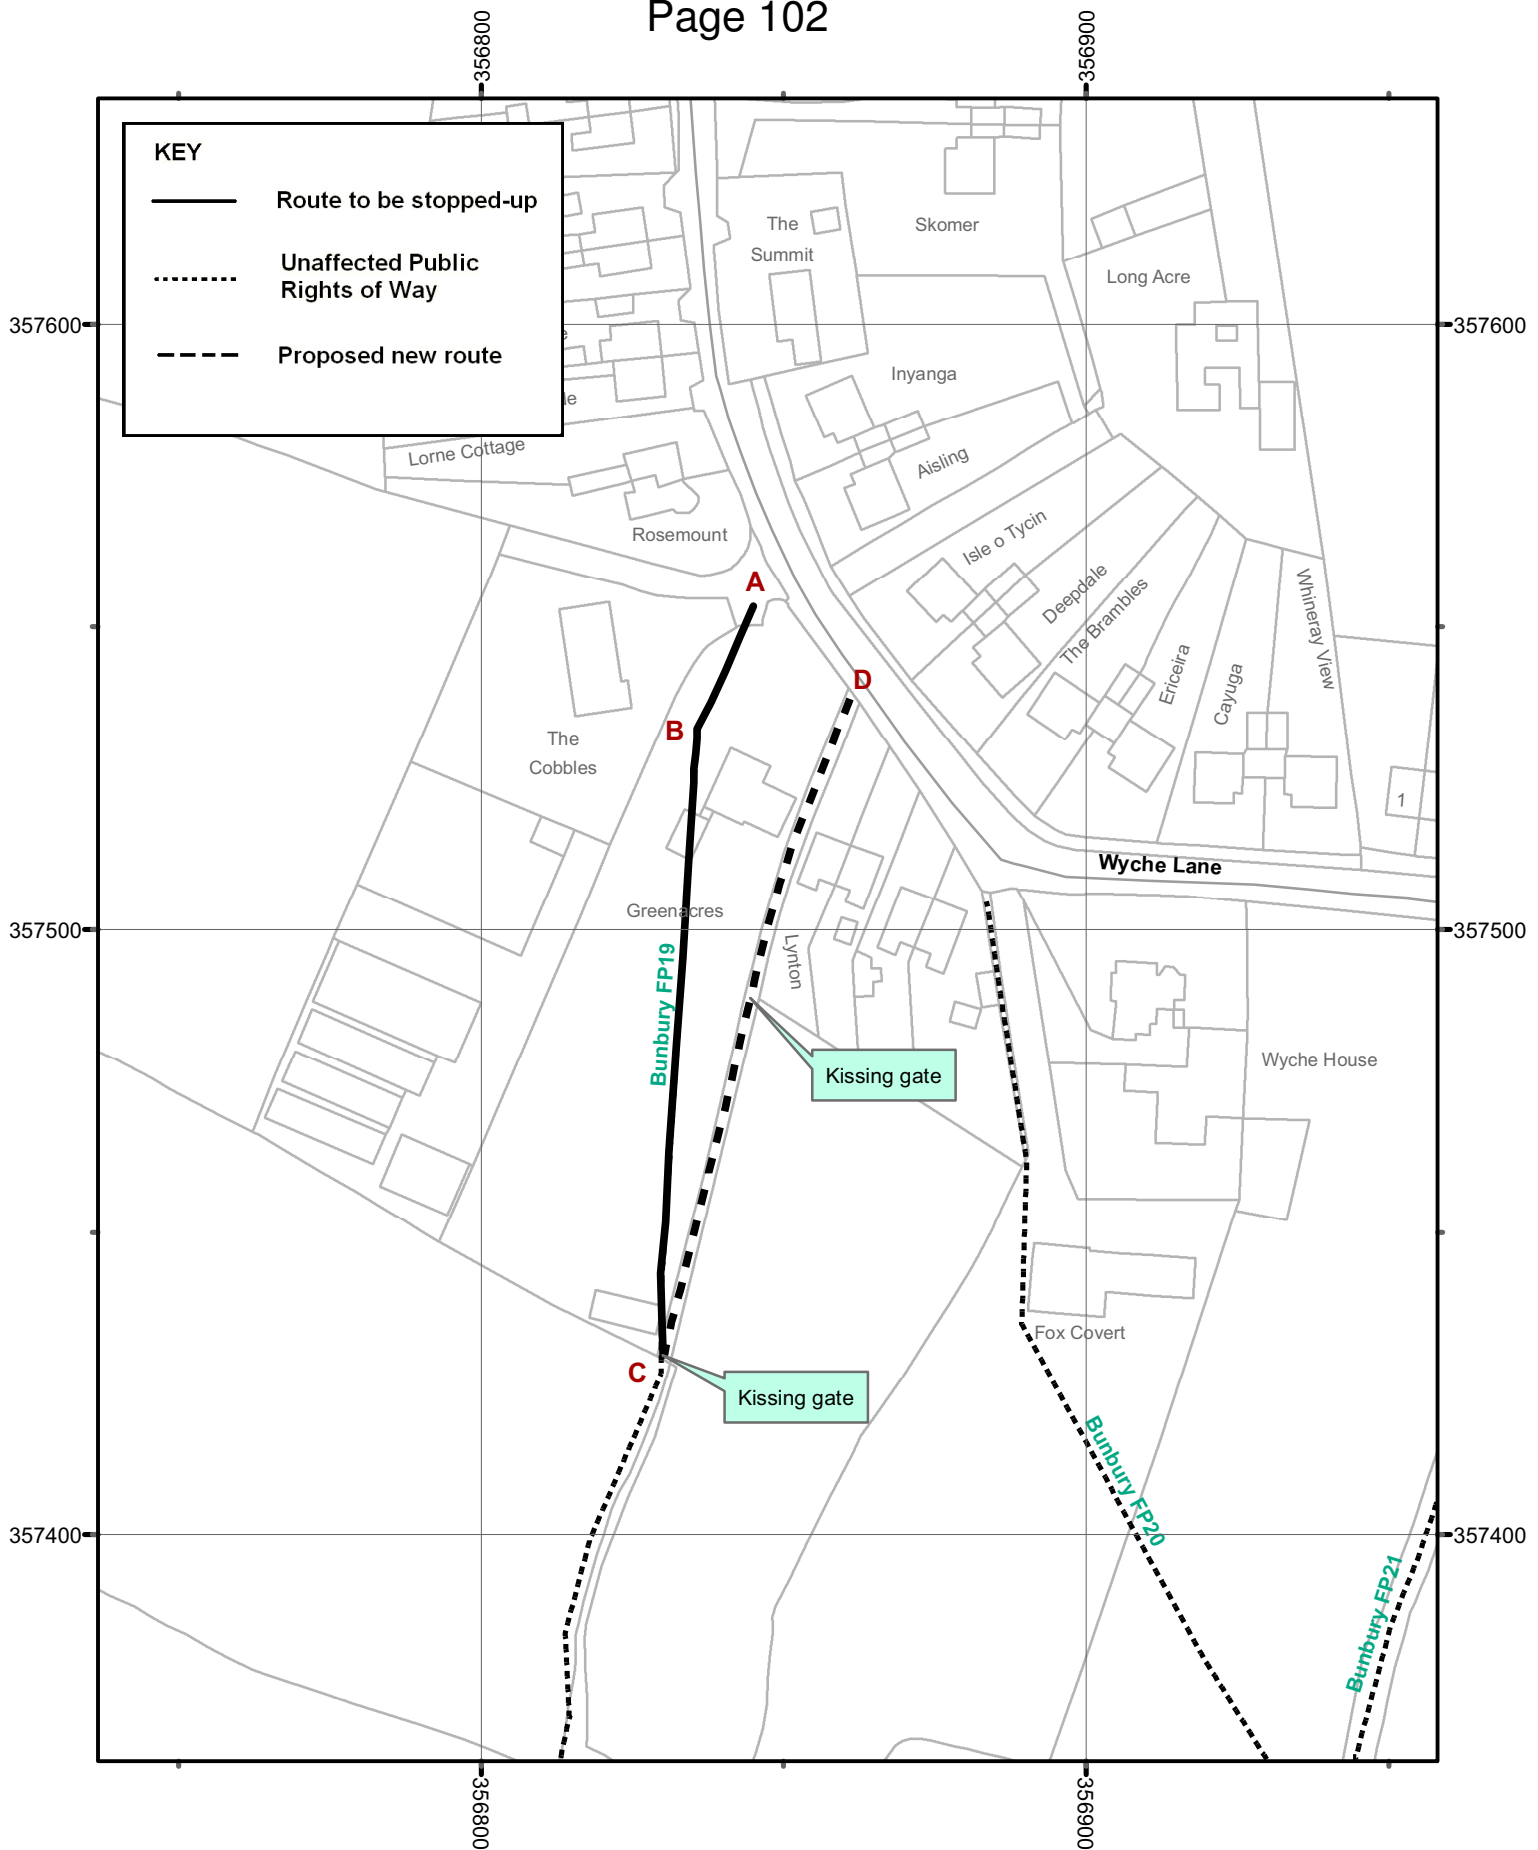 Page 102
356800
356900
KEY
Route to be stopped-up
Unaffected Public
Rights of Way
Proposed new route
The
Summit
Skomer
Long Acre
357600
357600
Inyanga
Lorne Cottage
Aisling
Rosemount
Isle o Tycin
Deepdale
The Brambles
Whineray View
A
D
Ericeira
Cayuga
B
The
Cobbles
1
Wyche Lane
Greenacres
357500
357500
Lynton
Bunbury FP19
Wyche House
Kissing gate
Fox Covert
C
Kissing gate
Bunbury FP20
357400
357400
Bunbury FP21
356800
356900